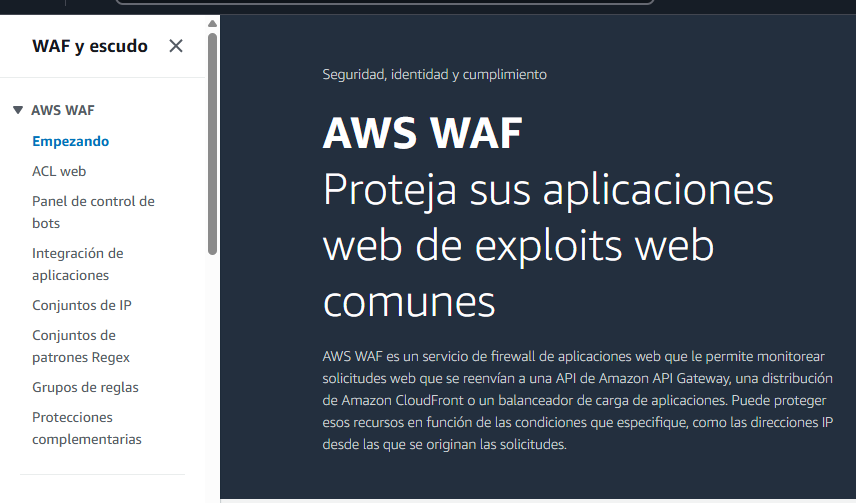 WAF y escudo
AWS WAF
Empezando
ACL web
Panel de control de
bots
Integración de
aplicaciones
Conjuntos de IP
Conjuntos de
patrones Regex
Grupos de reglas
Protecciones
complementarias
Seguridad, identidad y cumplimiento
AWS WAF
Proteja sus aplicaciones
web de exploits web
comunes
AWS WAF es un servicio de firewall de aplicaciones web que le permite monitorear
solicitudes web que se reenvían a una API de Amazon API Gateway, una distribución
de Amazon CloudFront o un balanceador de carga de aplicaciones. Puede proteger
esos recursos en función de las condiciones que especifique, como las direcciones IP
desde las que se originan las solicitudes.